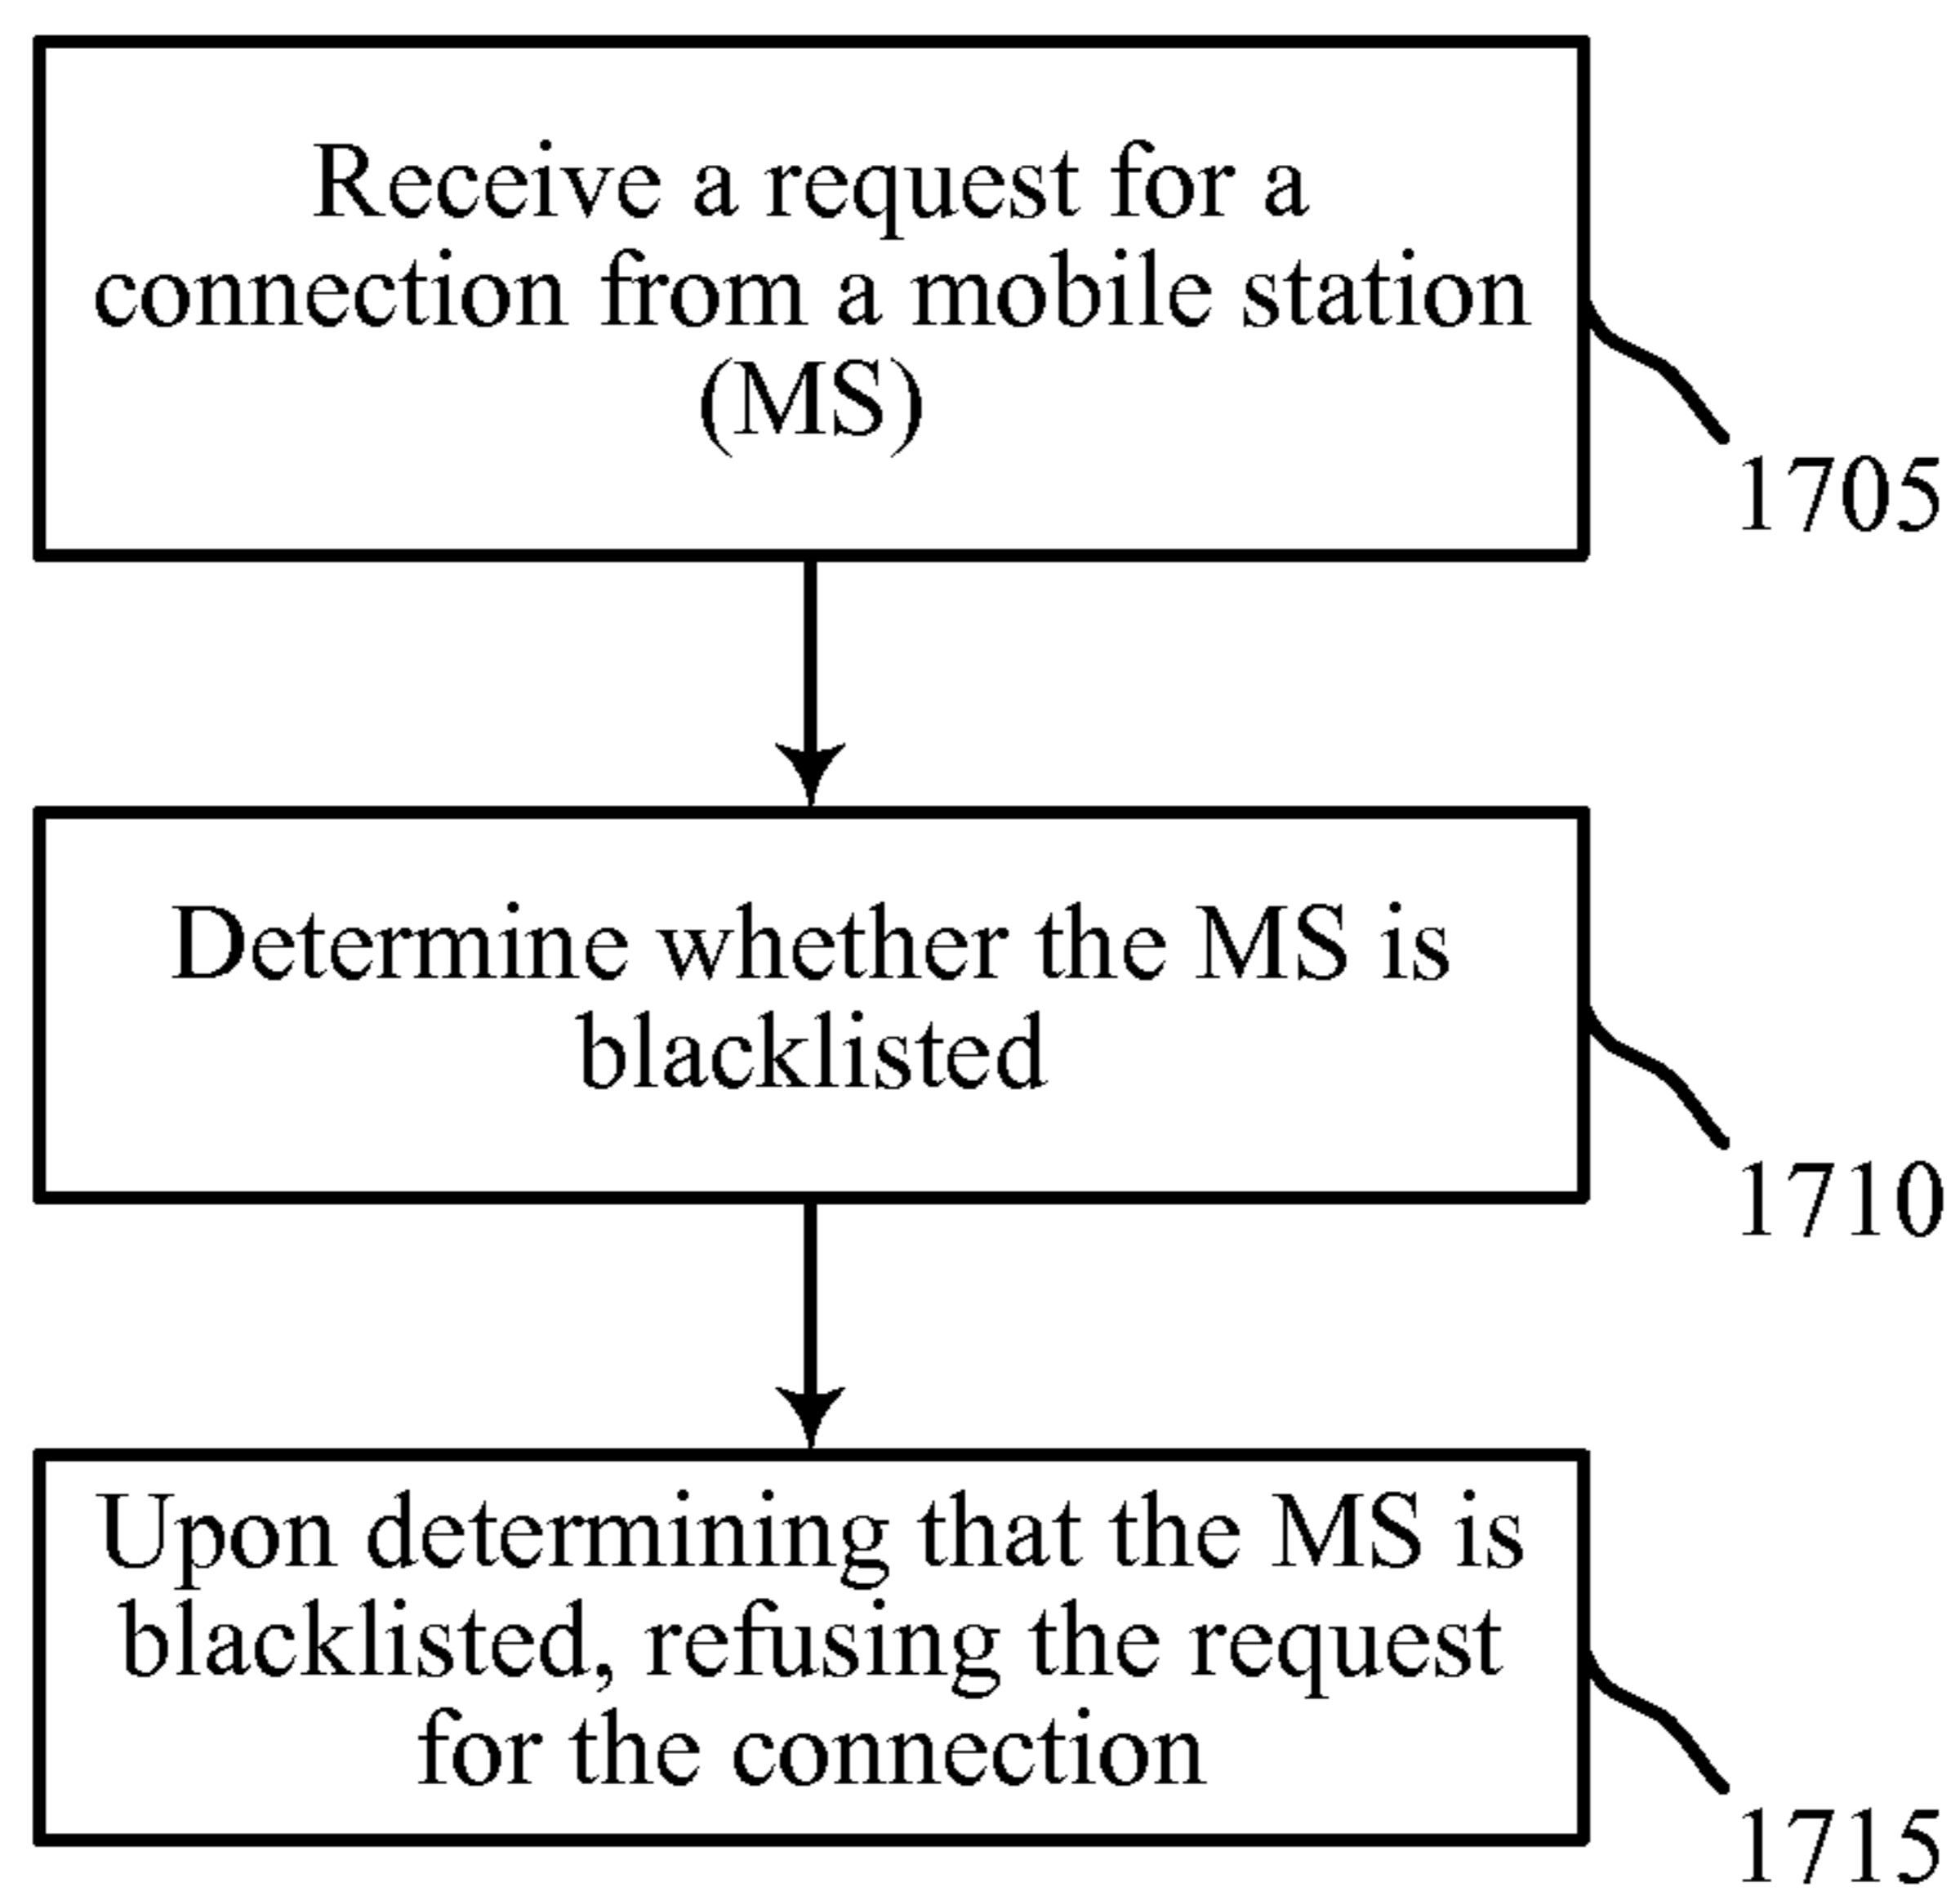 Receive a request for a
connection from a mobile station
(MS)
1705
Determine whether the MS is
blacklisted
1710
Upon determining that the MS is
blacklisted, refusing the request
for the connection
1715